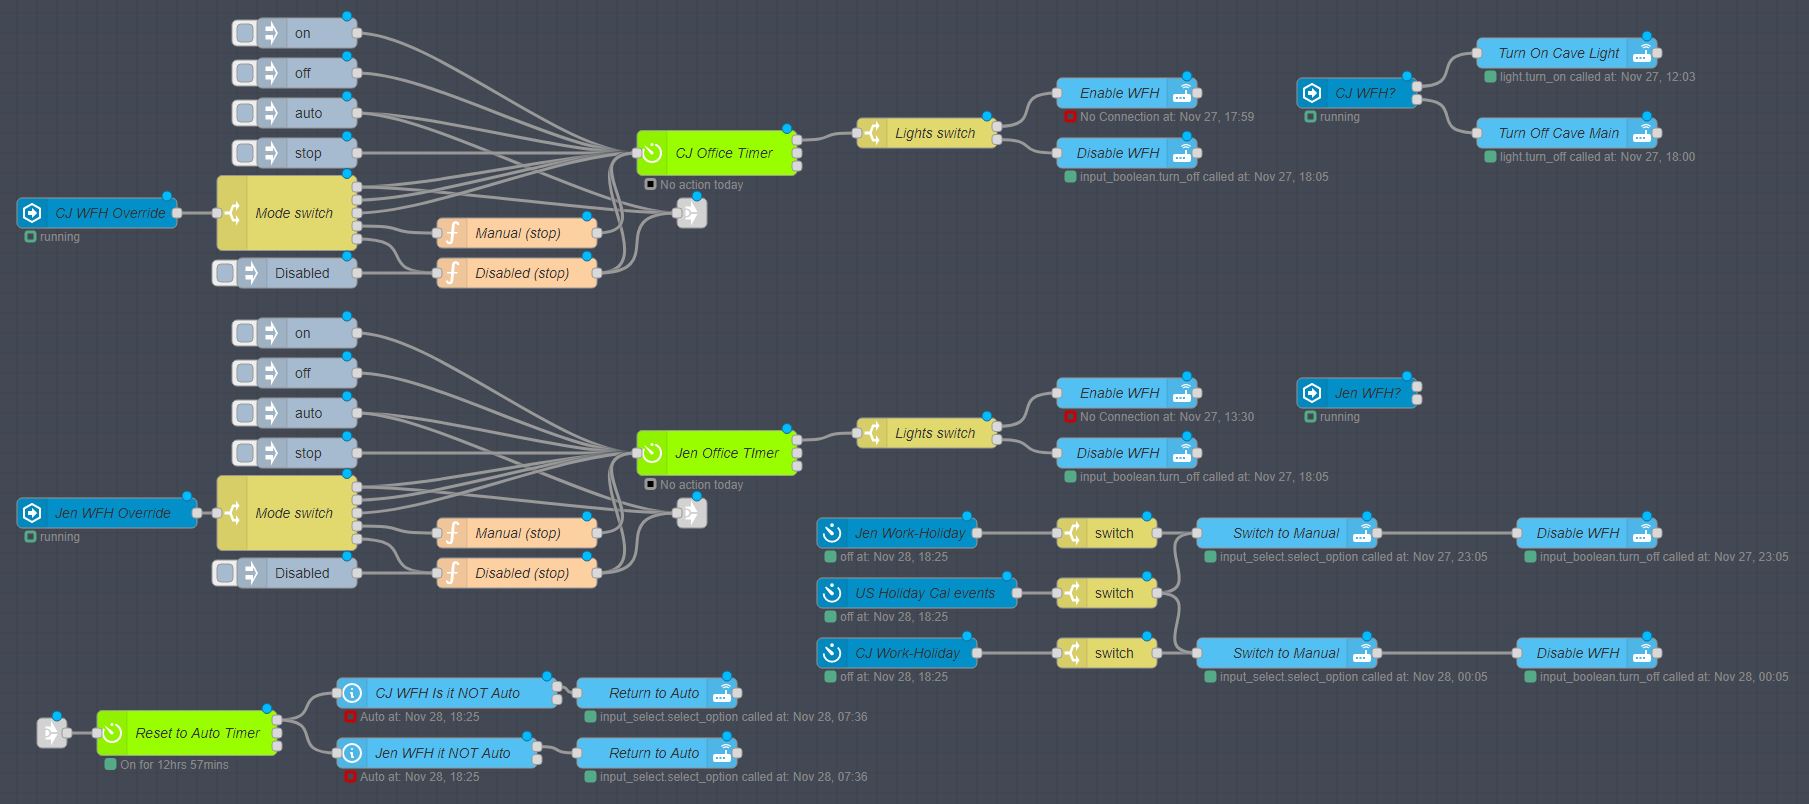 on
off
auto
stop
CJ WFH Override
running
Mode switch
Disabled
Manual (stop)
Disabled (stop)
CJ Office Timer
No action today
Lights switch
Enable WFH
No Connection at: Nov 27, 17:59
Disable WFH
input_boolean.turn_off called at: Nov 27, 18:05
CJ WFH?
running
Turn On Cave Light
light.turn_on called at: Nov 27, 12:03
Turn Off Cave Main
light.turn_off called at: Nov 27, 18:00
on
off
auto
stop
Jen WFH Override
running
Mode switch
Disabled
Manual (stop)
Disabled (stop)
Jen Office TImer
No action today
Lights switch
Enable WFH
No Connection at: Nov 27, 13:30
Disable WFH
input_boolean.turn_off called at: Nov 27, 18:05
Jen WFH?
running
Jen Work-Holiday
off at: Nov 28, 18:25
switch
Switch to Manual
input_select.select_option called at: Nov 27, 23:05
Disable WFH
input_boolean.turn_off called at: Nov 27, 23:05
US Holiday Cal events
off at: Nov 28, 18:25
switch
CJ Work-Holiday
off at: Nov 28, 18:25
switch
Switch to Manual
input_select.select_option called at: Nov 28, 00:05
Disable WFH
input_boolean.turn_off called at: Nov 28, 00:05
Reset to Auto Timer
On for 12hrs 57mins
CJ WFH Is it NOT Auto
Auto at: Nov 28, 18:25
Return to Auto
input_select.select_option called at: Nov 28, 07:36
Jen WFH it NOT Auto
Auto at: Nov 28, 18:25
Return to Auto
input_select.select_option called at: Nov 28, 07:36